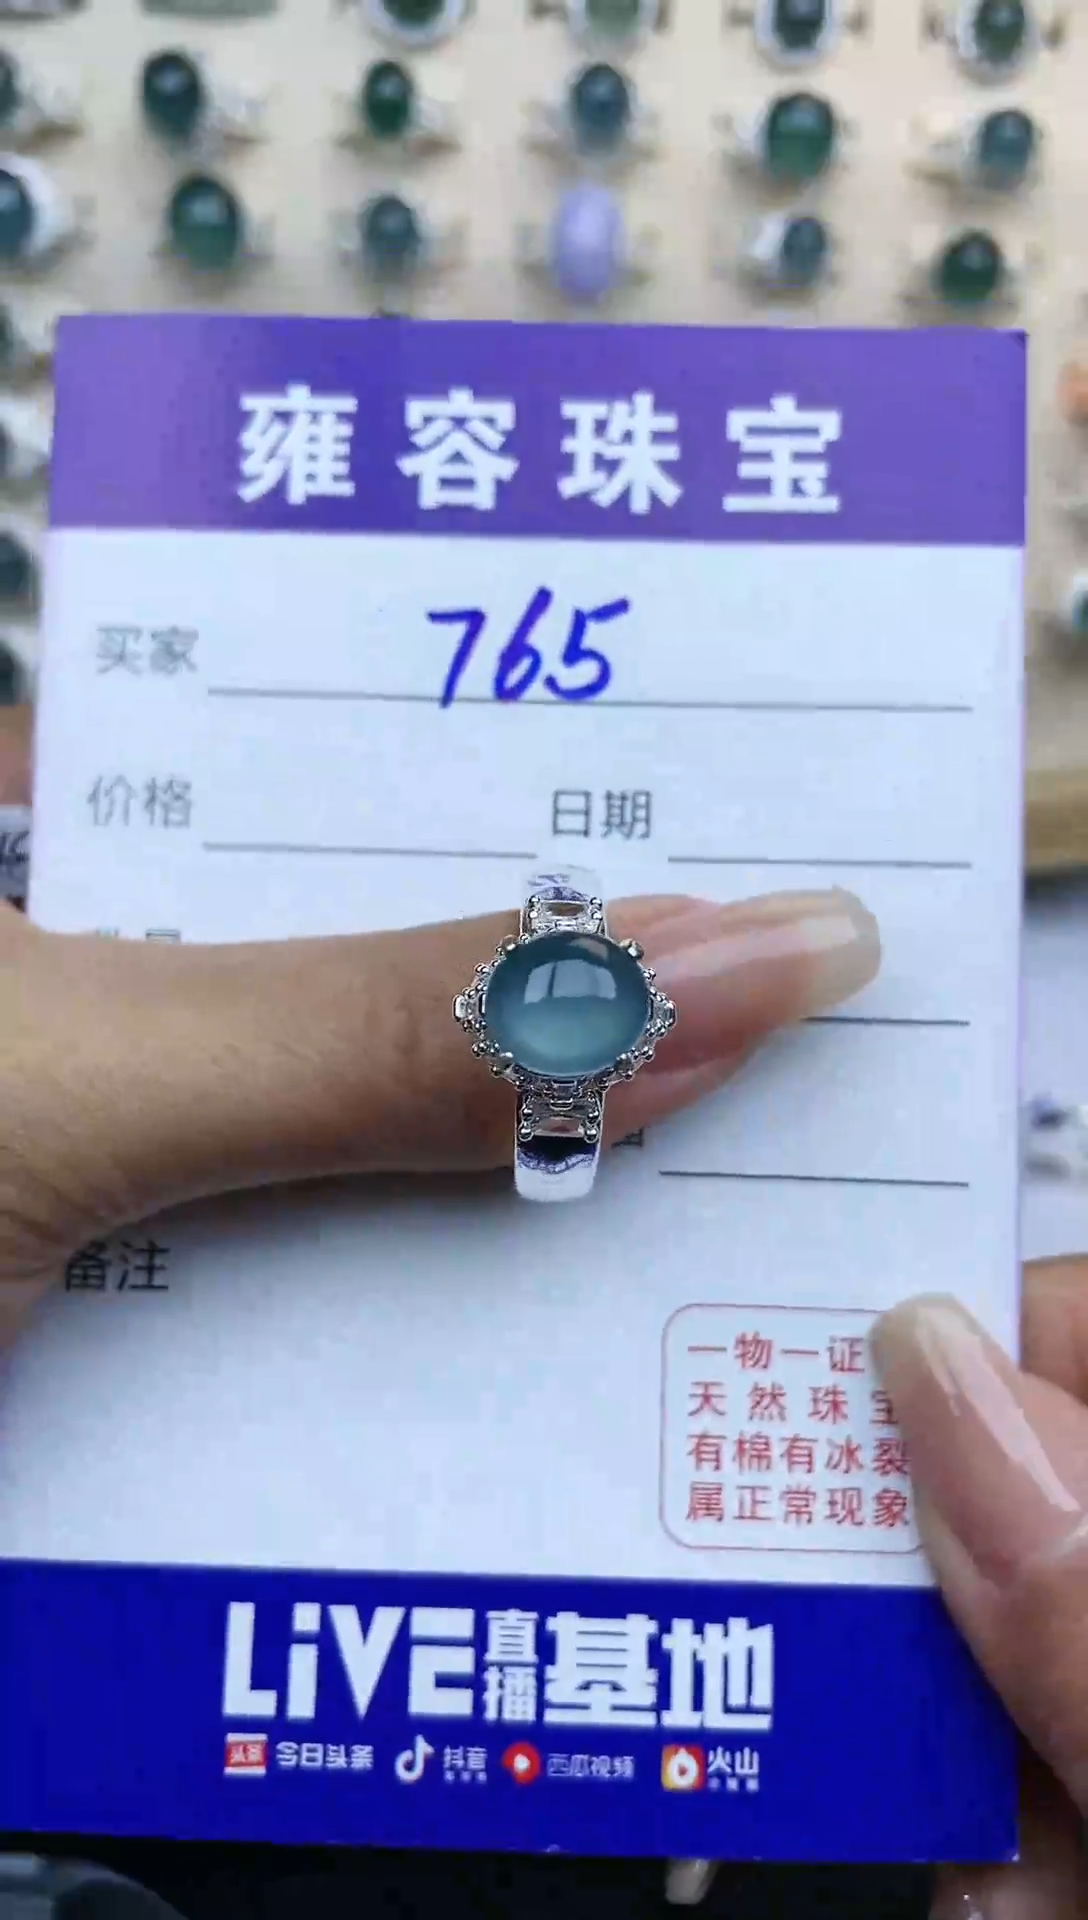 雍容珠宝
买家 765
价格 日期
备注
一物一证
天然珠宝
有棉有冰裂
属正常现象
LiVE直播基地
头条 今日头条 抖音 西瓜视频 火山